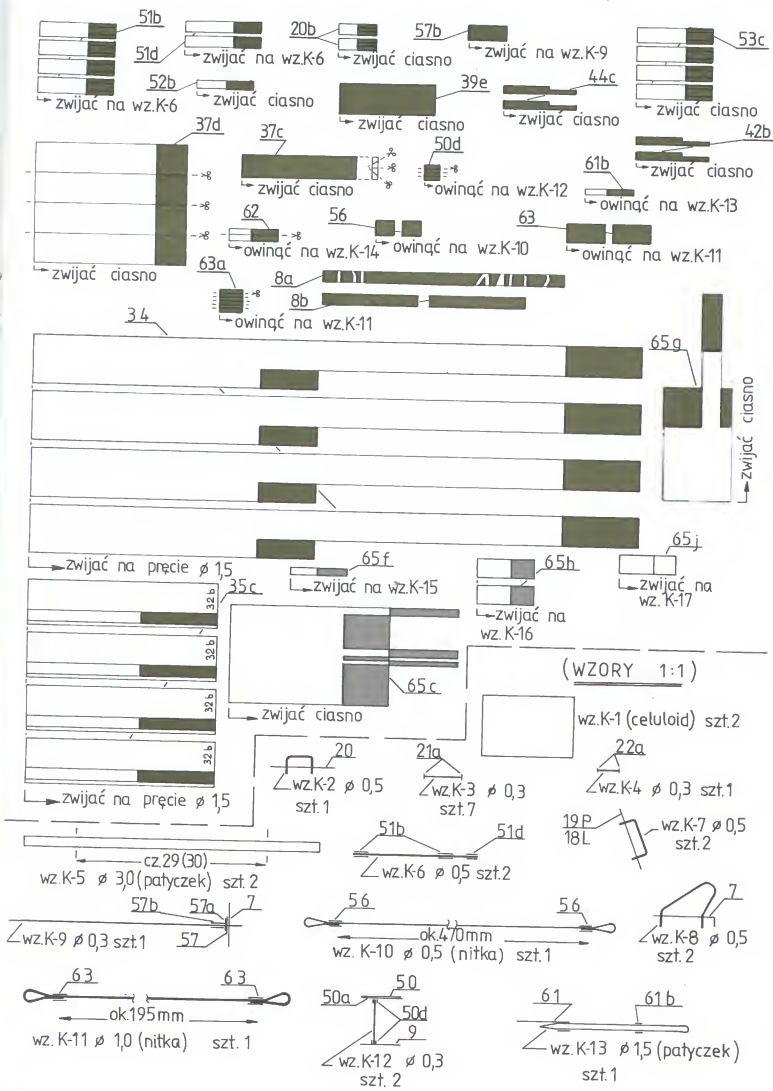 51b
20b
57b
53c
51d
zwijać na wz.K-6
zwijać ciasno
zwijać na wz.K-9
52b
39e
44c
zwijać na wz.K-6
zwijać ciasno
zwijać ciasno
zwijać ciasno
zwijać ciasno
37d
37c
50d
42b
zwijać ciasno
owinąć na wz.K-12
61b
zwijać ciasno
owinąć na wz.K-13
62
56
63
owinąć na wz.K-14
owinąć na wz.K-10
owinąć na wz.K-11
zwijać ciasno
63a
8a
8b
owinąć na wz.K-11
34
65g
zwijać ciasno
zwijać na pręcie ø 1,5
65f
65h
65j
zwijać na wz.K-15
zwijać na wz. K-16
zwijać na wz. K-17
35c
32b
32b
32b
32b
65c
zwijać ciasno
zwijać na pręcie ø 1,5
(WZORY 1:1)
wz.K-1 (celuloid) szt.2
20
21a
22a
wz.K-2 ø 0,5
szt.1
wz.K-3 ø 0,3
szt.7
wz.K-4 ø 0,3 szt.1
19P
18L
wz.K-7 ø 0,5
szt.2
51b
51d
wz.K-6 ø 0,5 szt.2
cz.29(30)
wz.K-5 ø 3,0 (patyczek) szt.2
57b
57a
7
57
wz.K-9 ø 0,3 szt.1
56
56
ok.470mm
wz. K-10 ø 0,5 (nitka) szt.1
7
wz.K-8 ø 0,5
szt.2
63
63
ok.195mm
wz. K-11 ø 1,0 (nitka) szt. 1
50
50a
50d
9
wz.K-12 ø 0,3
szt. 2
61
61b
wz.K-13 ø 1,5 (patyczek)
szt.1